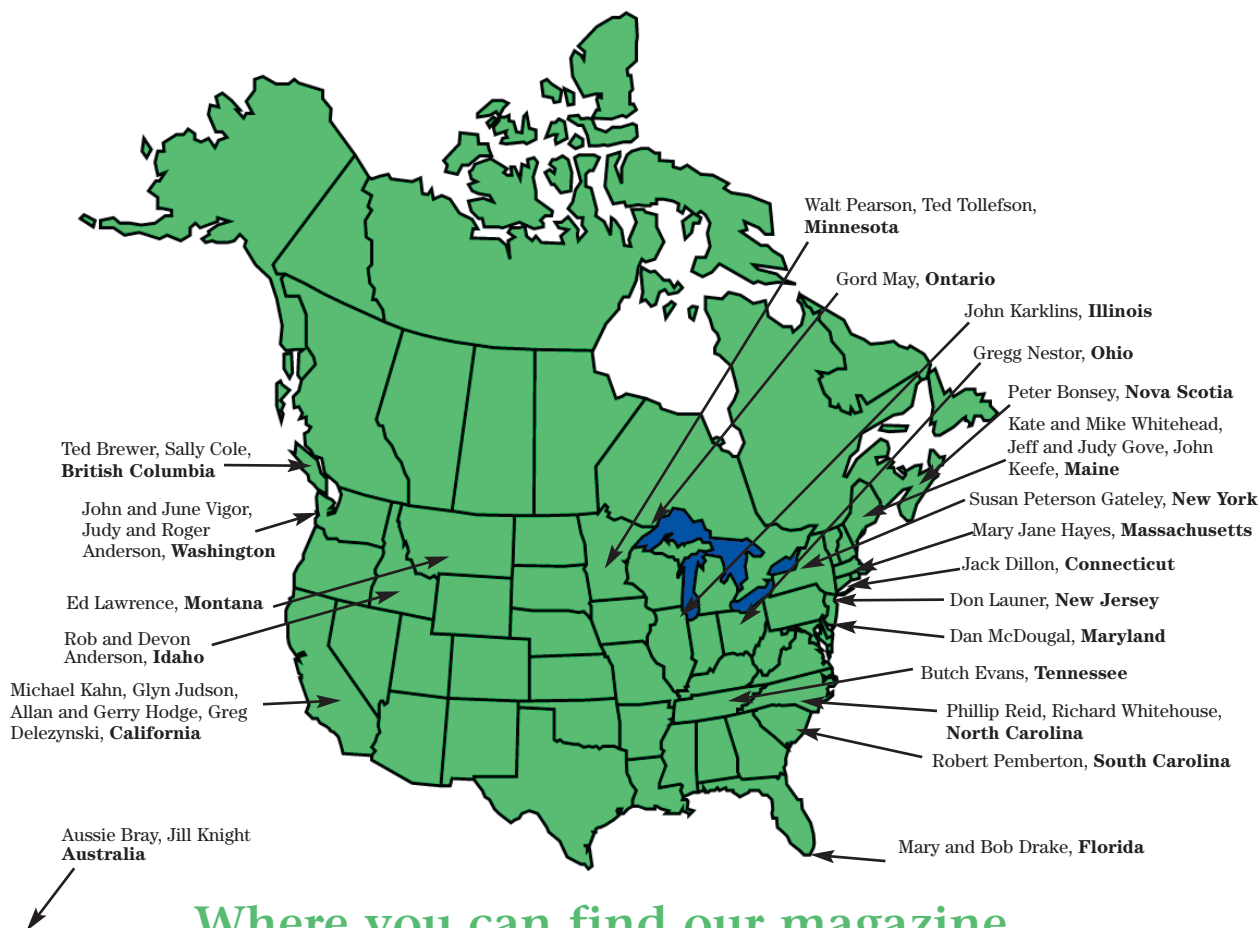 Walt Pearson, Ted Tollefson,
Minnesota
Gord May, Ontario
John Karklins, Illinois
Gregg Nestor, Ohio
Peter Bonsey, Nova Scotia
Kate and Mike Whitehead,
Jeff and Judy Gove, John
Keefe, Maine
Susan Peterson Gateley, New York
Mary Jane Hayes, Massachusetts
Jack Dillon, Connecticut
Don Launer, New Jersey
Dan McDougal, Maryland
Butch Evans, Tennessee
Phillip Reid, Richard Whitehouse,
North Carolina
Robert Pemberton, South Carolina
Mary and Bob Drake, Florida
Ted Brewer, Sally Cole,
British Columbia
John and June Vigor,
Judy and Roger
Anderson, Washington
Ed Lawrence, Montana
Rob and Devon
Anderson, Idaho
Michael Kahn, Glyn Judson,
Allan and Gerry Hodge, Greg
Delezynski, California
Aussie Bray, Jill Knight
Australia
Where you can find our magazine